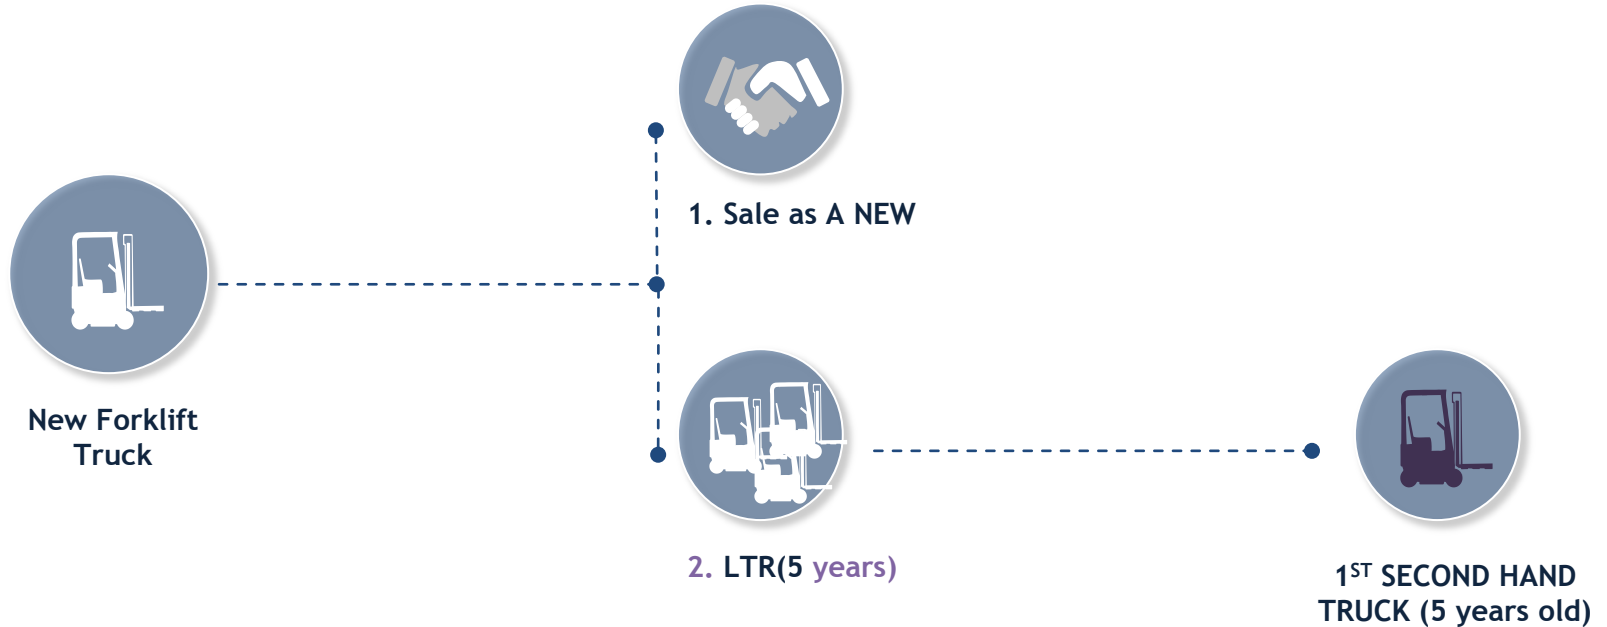 1. Sale as A NEW
New Forklift
Truck
2. LTR(5 years)
1ST SECOND HAND
TRUCK (5 years old)